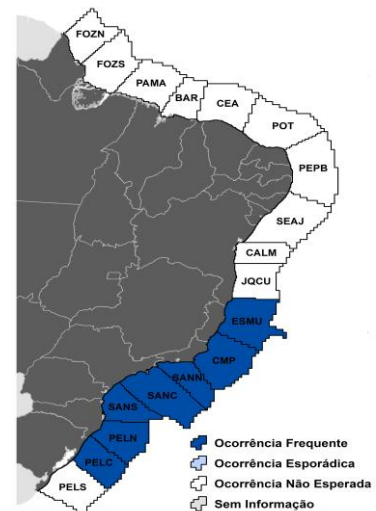 FOZN
FOZS
PAMA
BAR
CEA
POT
PEPB
SEAJ
CALM
JQCU
ESMU
CMP
SANN
SANC
SANS
PELN
PELC
PELS
Ocorrência Frequente
Ocorrência Esporádica
Ocorrência Não Esperada
Sem Informação